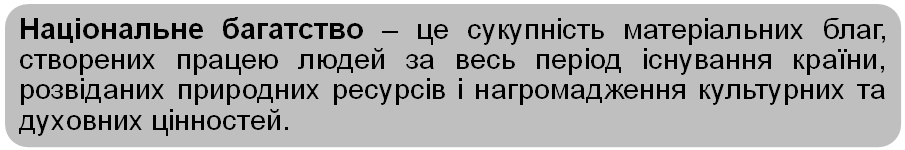 Національне багатство – це сукупність матеріальних благ,
створених працею людей за весь період існування країни,
розвіданих природних ресурсів і нагромадження культурних та
духовних цінностей.